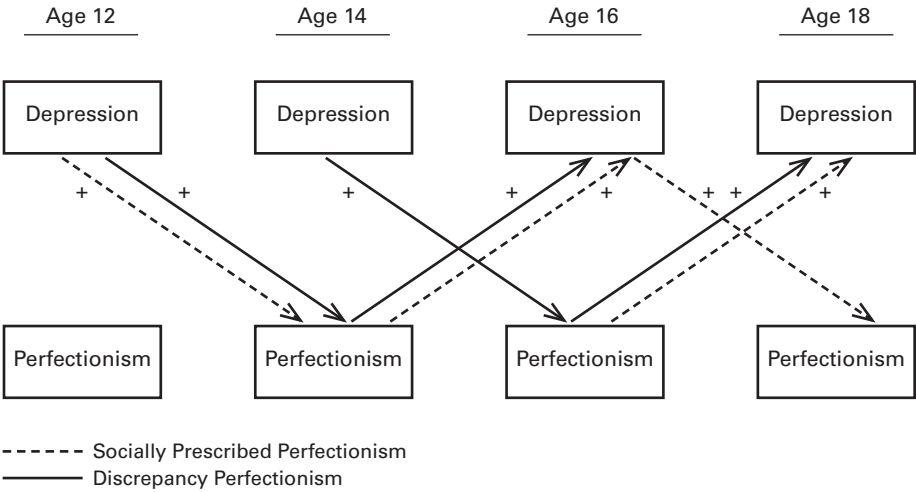 Age 12 Age 14 Age 16 Age 18
Depression Depression Depression Depression
+ + + + + + + +
Perfectionism Perfectionism Perfectionism Perfectionism
Socially Prescribed Perfectionism
Discrepancy Perfectionism